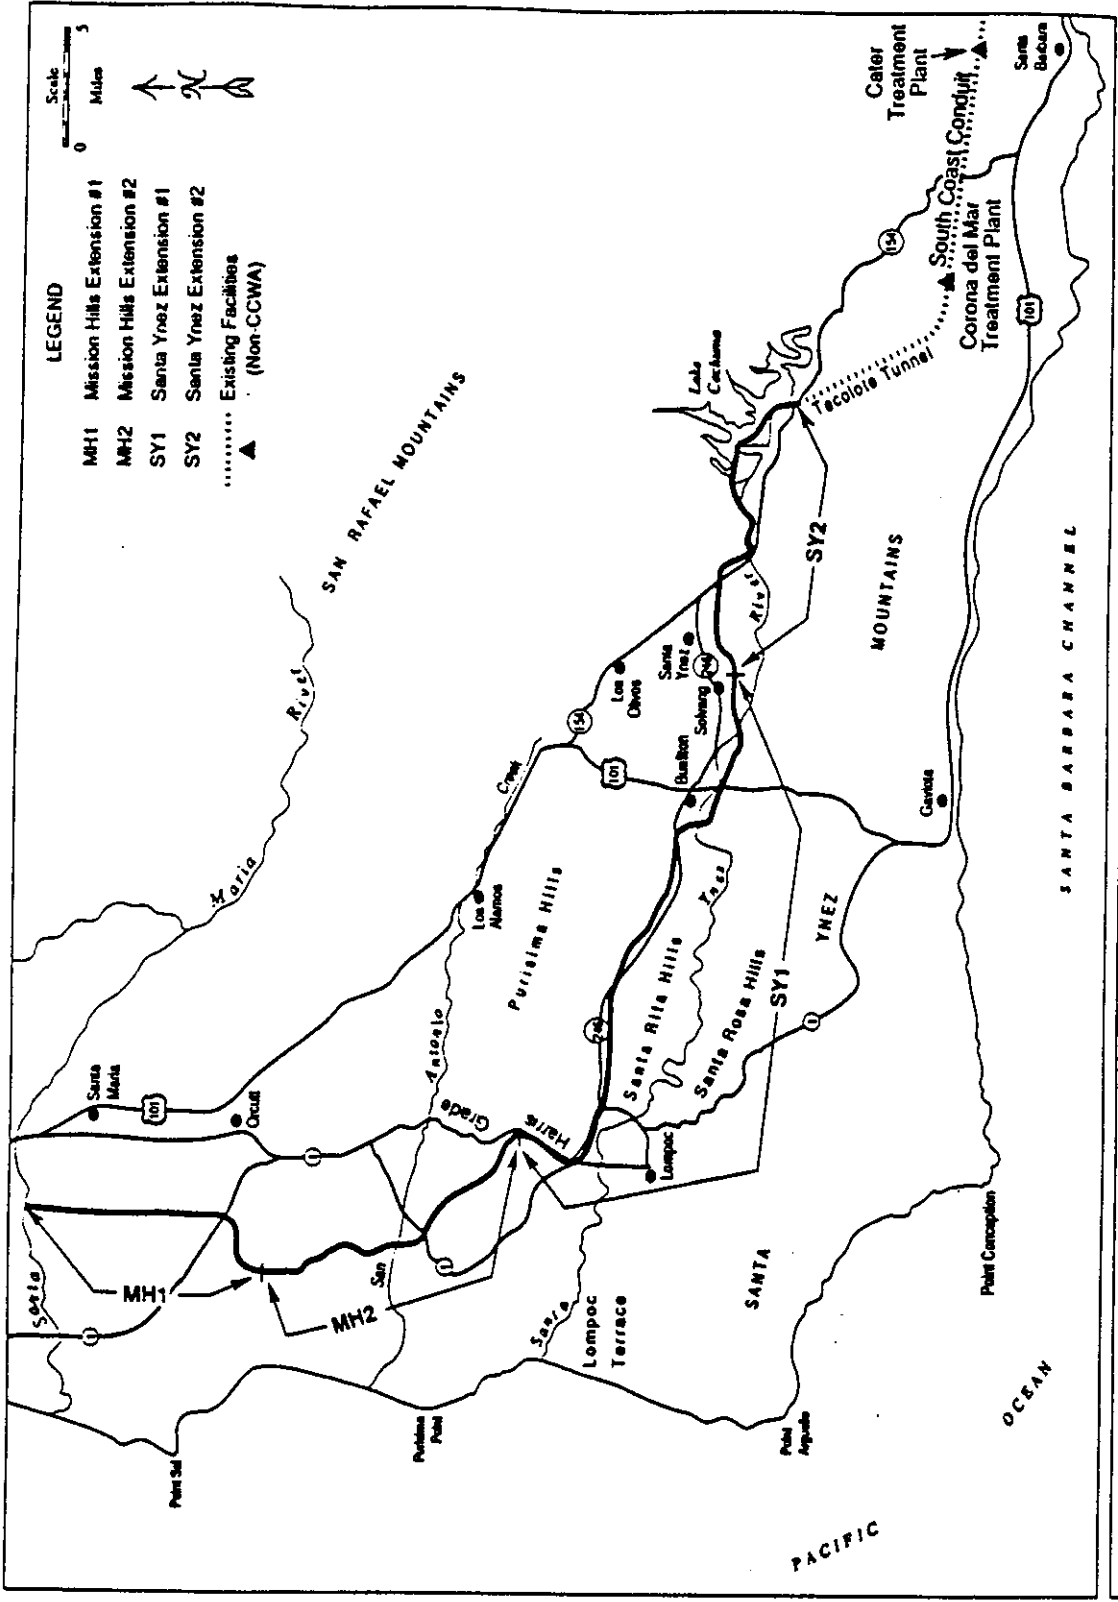 LEGEND
MH1 Mission Hills Extension #1
MH2 Mission Hills Extension #2
SY1 Santa Ynez Extension #1
SY2 Santa Ynez Extension #2
Existing Facilities
(Non-CCWA)
Scale
0 5
Miles
N
SAN RAFAEL MOUNTAINS
Maria
River
Santa
Maria
101
Orcutt
1
1
MH1
Point Sal
San
Antonio
Creek
Los
Alamos
Harris
Grade
Purisima Hills
MH2
1
Purisima
Point
154
101
Los
Olivos
Santa
Ynez
246
Solvang
Buellton
246
Lompoc
Santa Rita Hills
Santa Rosa Hills
Santa
Ynez
River
Lompoc
Terrace
SY1
SY2
1
Lake
Cachuma
Tecolote Tunnel
154
South Coast Conduit
Corona del Mar
Treatment Plant
Cater
Treatment
Plant
Santa
Barbara
101
Gaviota
SANTA
YNEZ
MOUNTAINS
Point
Arguello
Point Conception
SANTA BARBARA CHANNEL
PACIFIC
OCEAN